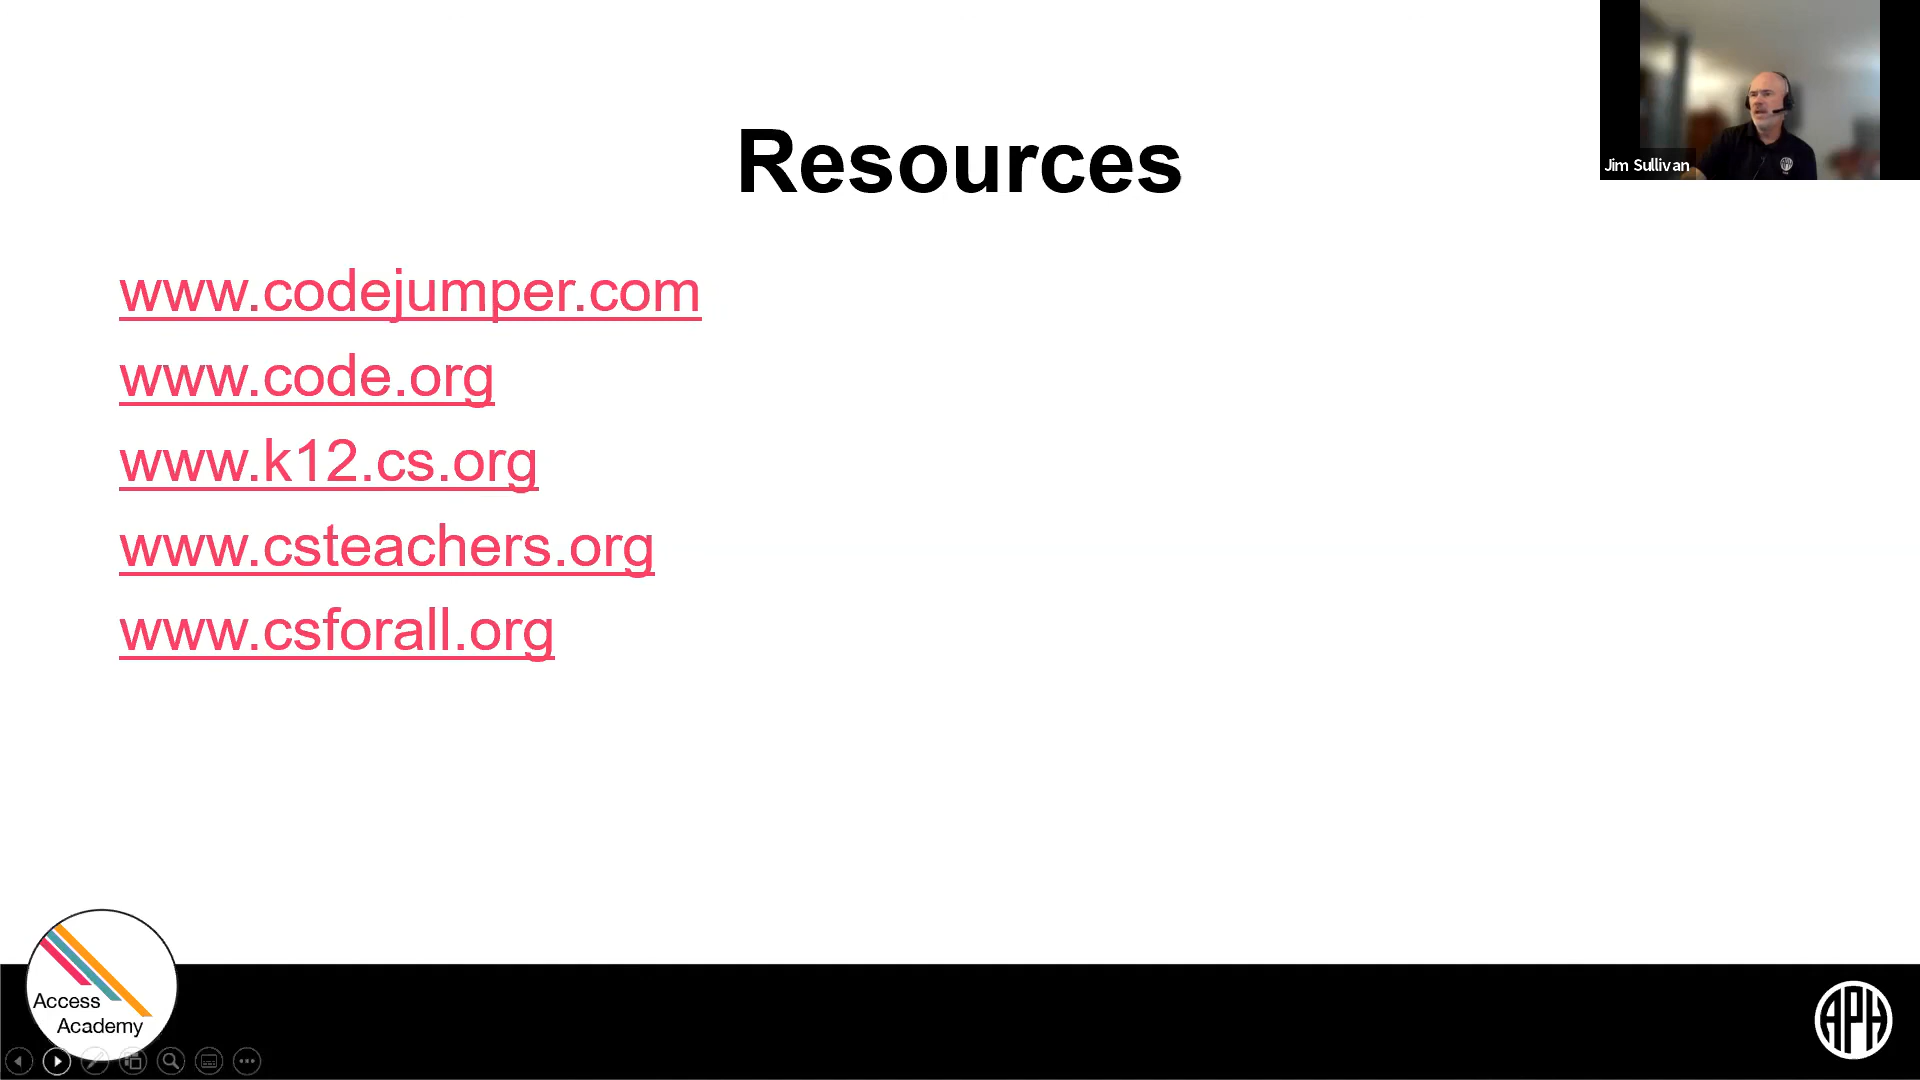 Resources
Jim Sullivan
www.codejumper.com
www.code.org
www.k12.cs.org
www.csteachers.org
www.csforall.org
Access
Academy
APH